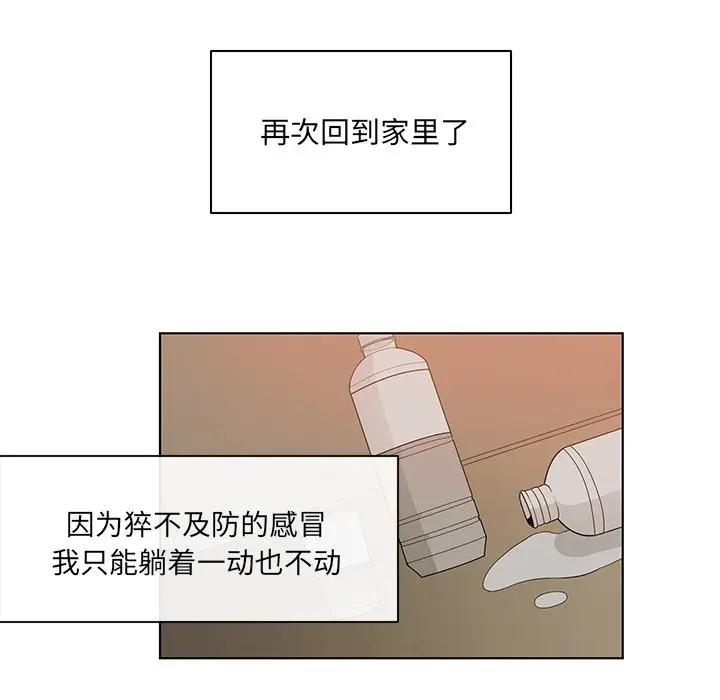 再次回到家里了
因为猝不及防的感冒
我只能躺着一动也不动